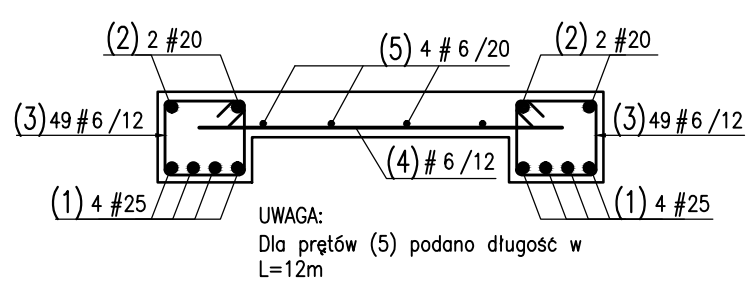 (2) 2 #20
(5) 4 # 6 /20
(2) 2 #20
(3) 49 #6 /12
(3) 49 #6 /12
(4) # 6 /12
(1) 4 #25
(1) 4 #25
UWAGA:
Dla prętów (5) podano długość w
L=12m